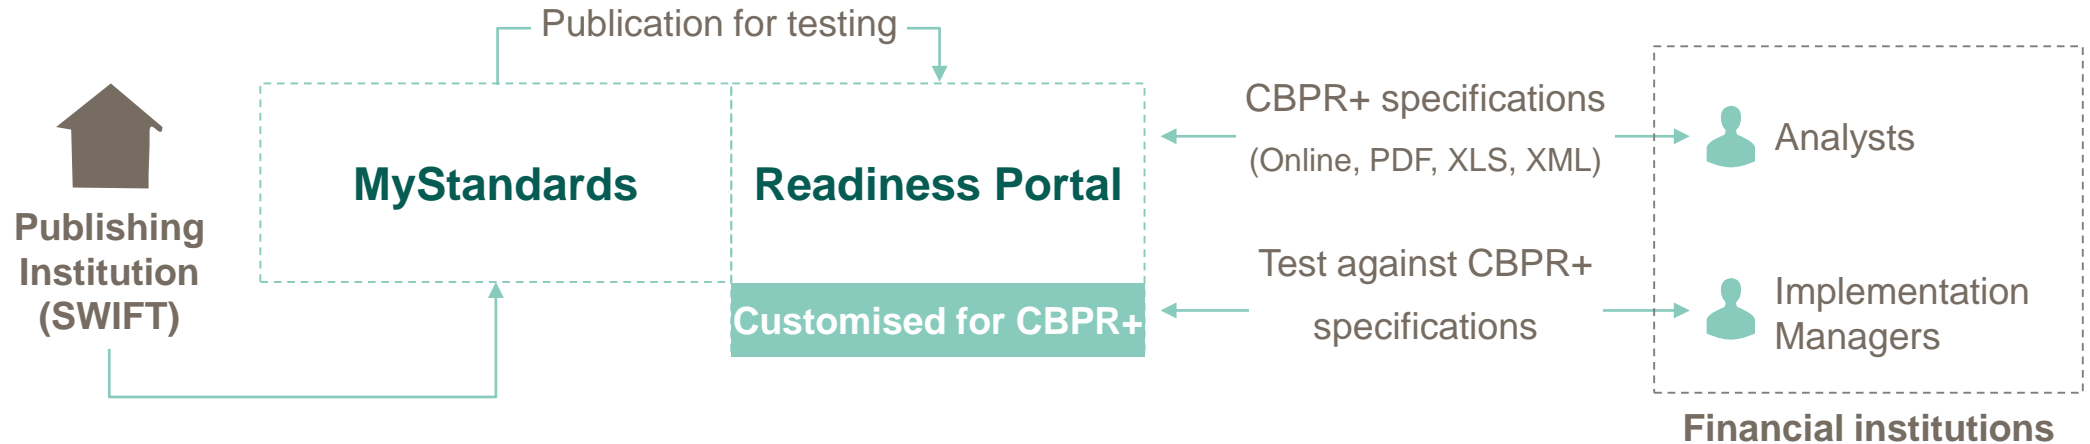 Publication for testing
Publishing
Institution
(SWIFT)
MyStandards
Readiness Portal
Customised for CBPR+
CBPR+ specifications
(Online, PDF, XLS, XML)
Test against CBPR+
specifications
Analysts
Implementation
Managers
Financial institutions